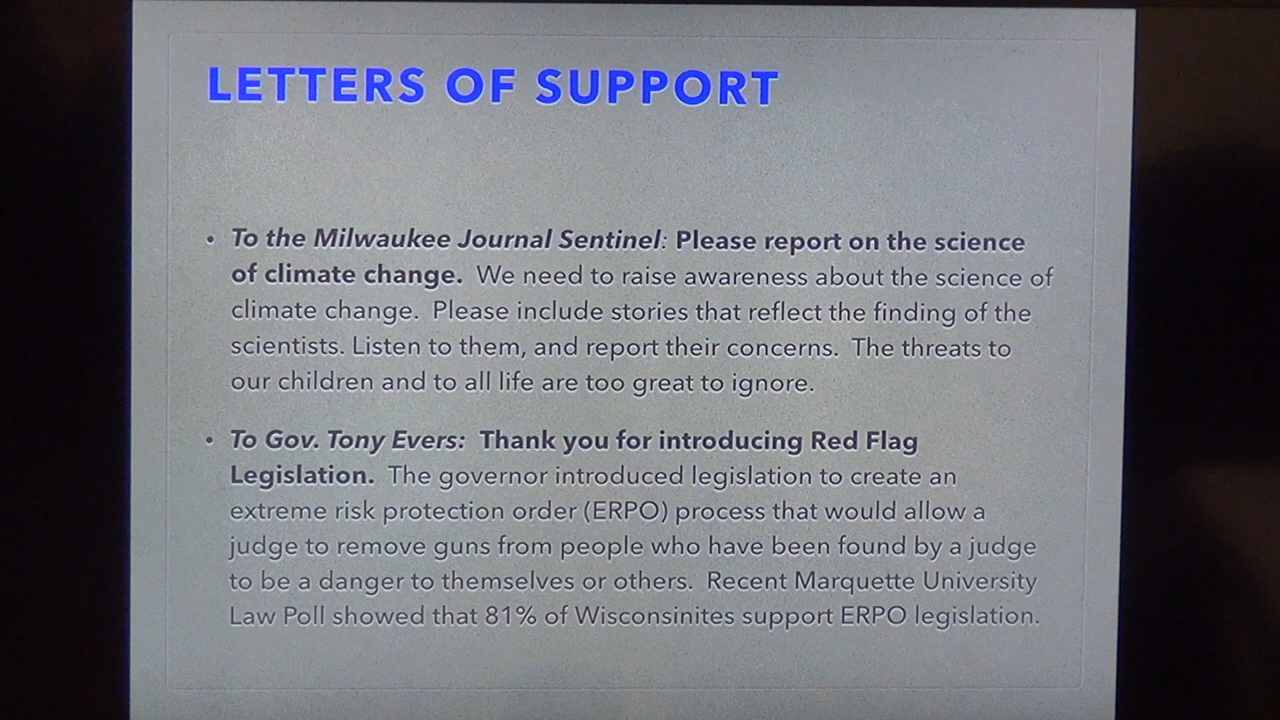 LETTERS OF SUPPORT
• To the Milwaukee Journal Sentinel: Please report on the science
of climate change. We need to raise awareness about the science of
climate change. Please include stories that reflect the finding of the
scientists. Listen to them, and report their concerns. The threats to
our children and to all life are too great to ignore.
• To Gov. Tony Evers: Thank you for introducing Red Flag
Legislation. The governor introduced legislation to create an
extreme risk protection order (ERPO) process that would allow a
judge to remove guns from people who have been found by a judge
to be a danger to themselves or others. Recent Marquette University
Law Poll showed that 81% of Wisconsinites support ERPO legislation.